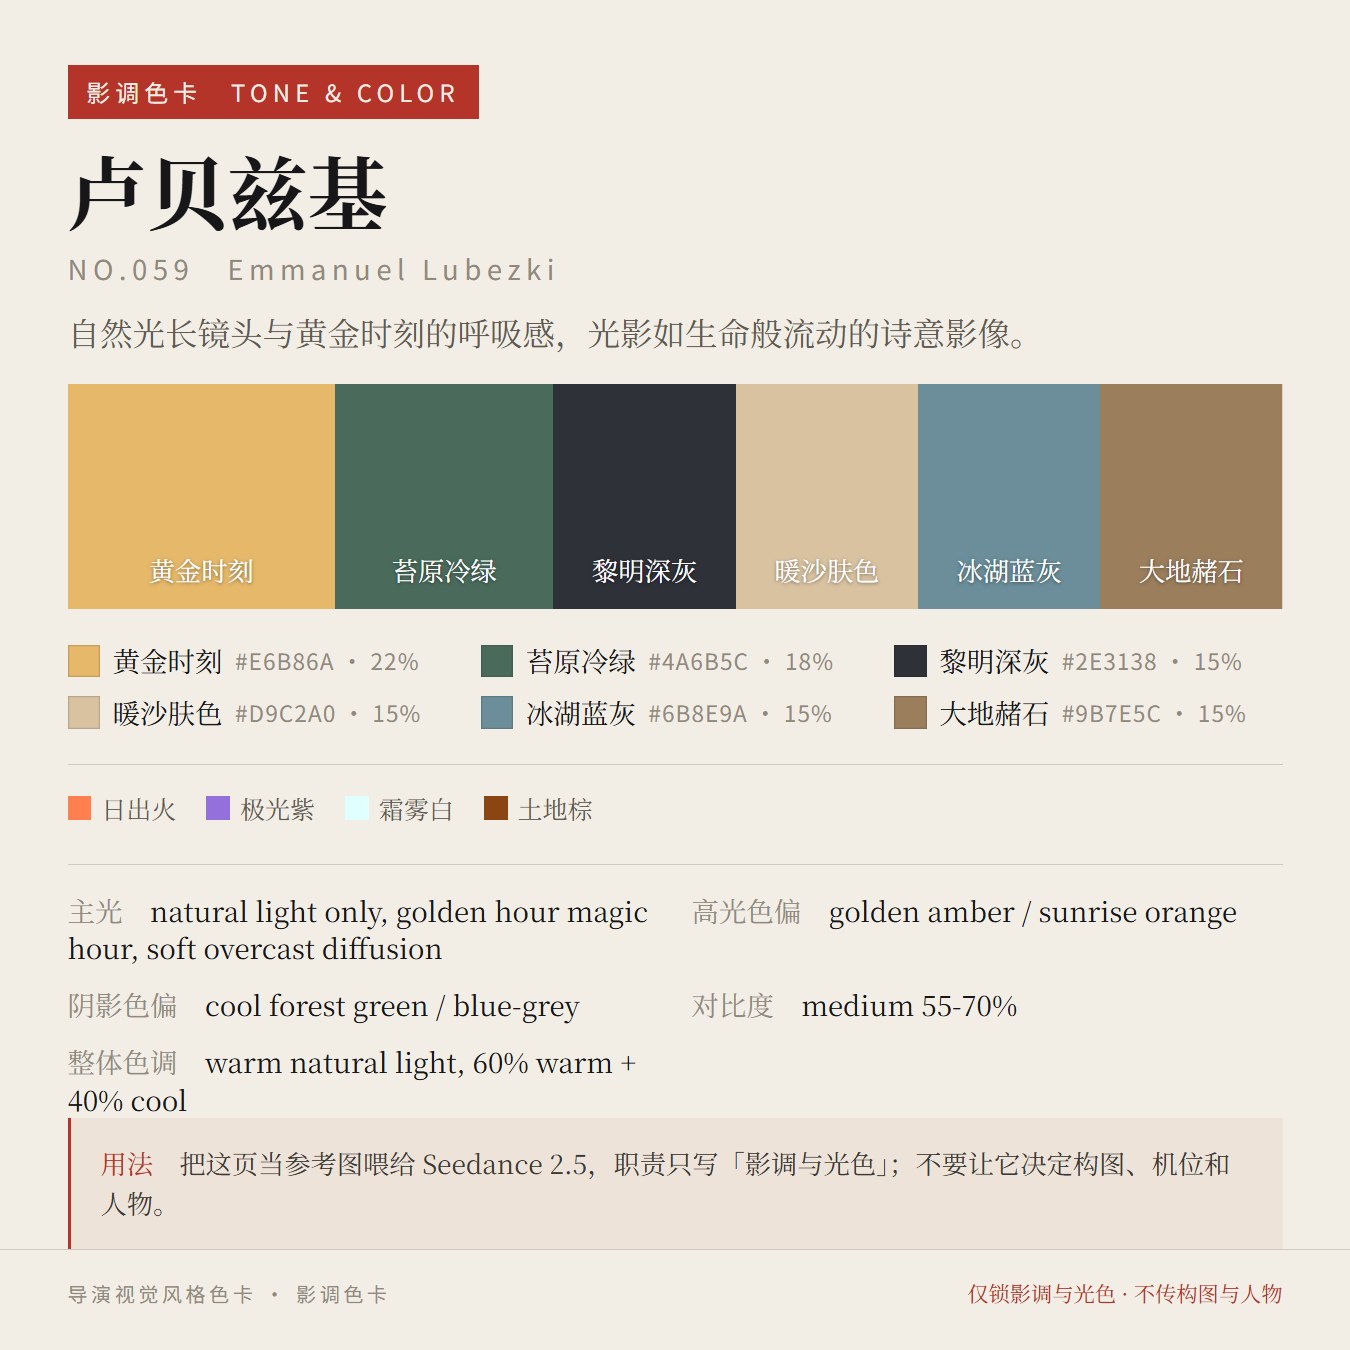 影调色卡 TONE & COLOR
卢贝兹基
NO.059 Emmanuel Lubezki
自然光长镜头与黄金时刻的呼吸感，光影如生命般流动的诗意影像。
黄金时刻 苔原冷绿 黎明深灰 暖沙肤色 冰湖蓝灰 大地赭石
黄金时刻 #E6B86A · 22% 苔原冷绿 #4A6B5C · 18% 黎明深灰 #2E3138 · 15%
暖沙肤色 #D9C2A0 · 15% 冰湖蓝灰 #6B8E9A · 15% 大地赭石 #9B7E5C · 15%
日出火 极光紫 霜雾白 土地棕
主光 natural light only, golden hour magic
hour, soft overcast diffusion
高光色偏 golden amber / sunrise orange
阴影色偏 cool forest green / blue-grey
对比度 medium 55-70%
整体色调 warm natural light, 60% warm +
40% cool
用法 把这页当参考图喂给 Seedance 2.5，职责只写「影调与光色」；不要让它决定构图、机位和
人物。
导演视觉风格色卡 · 影调色卡
仅锁影调与光色 · 不传构图与人物